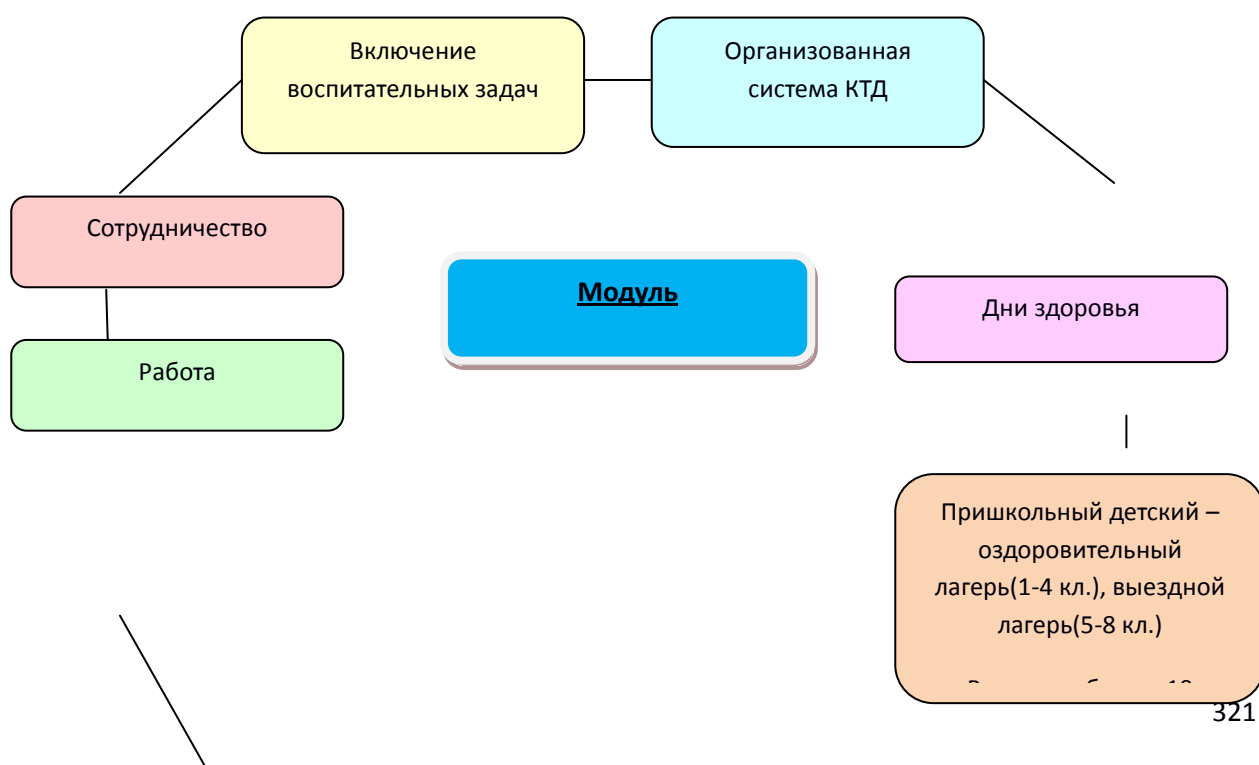 Включение
воспитательных задач
Организованная
система КТД
Сотрудничество
Модуль
Дни здоровья
Работа
Пришкольный детский –
оздоровительный
лагерь(1-4 кл.), выездной
лагерь(5-8 кл.)
321